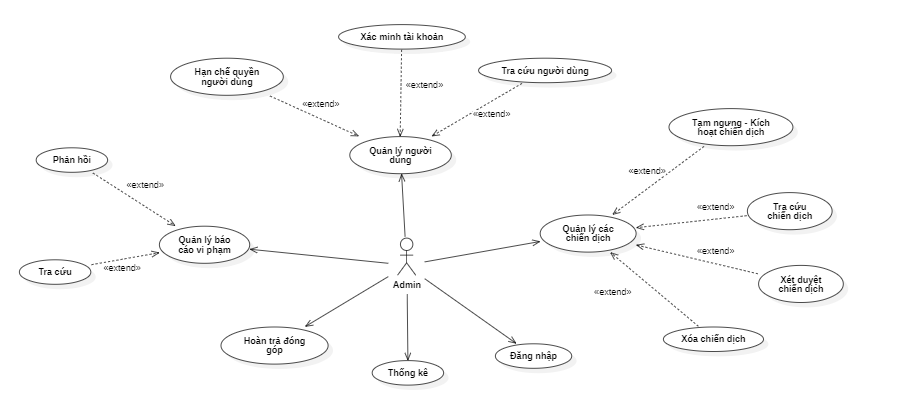 Xác minh tài khoản
Hạn chế quyền
người dùng
Tra cứu người dùng
«extend»
«extend»
«extend»
Tạm ngưng - Kích
hoạt chiến dịch
Quản lý người
dùng
Phản hồi
«extend»
«extend»
Tra cứu
chiến dịch
«extend»
Quản lý báo
cáo vi phạm
Quản lý các
chiến dịch
«extend»
Tra cứu
«extend»
Admin
Xét duyệt
chiến dịch
«extend»
Hoàn trả đóng
góp
Xóa chiến dịch
Đăng nhập
Thống kê